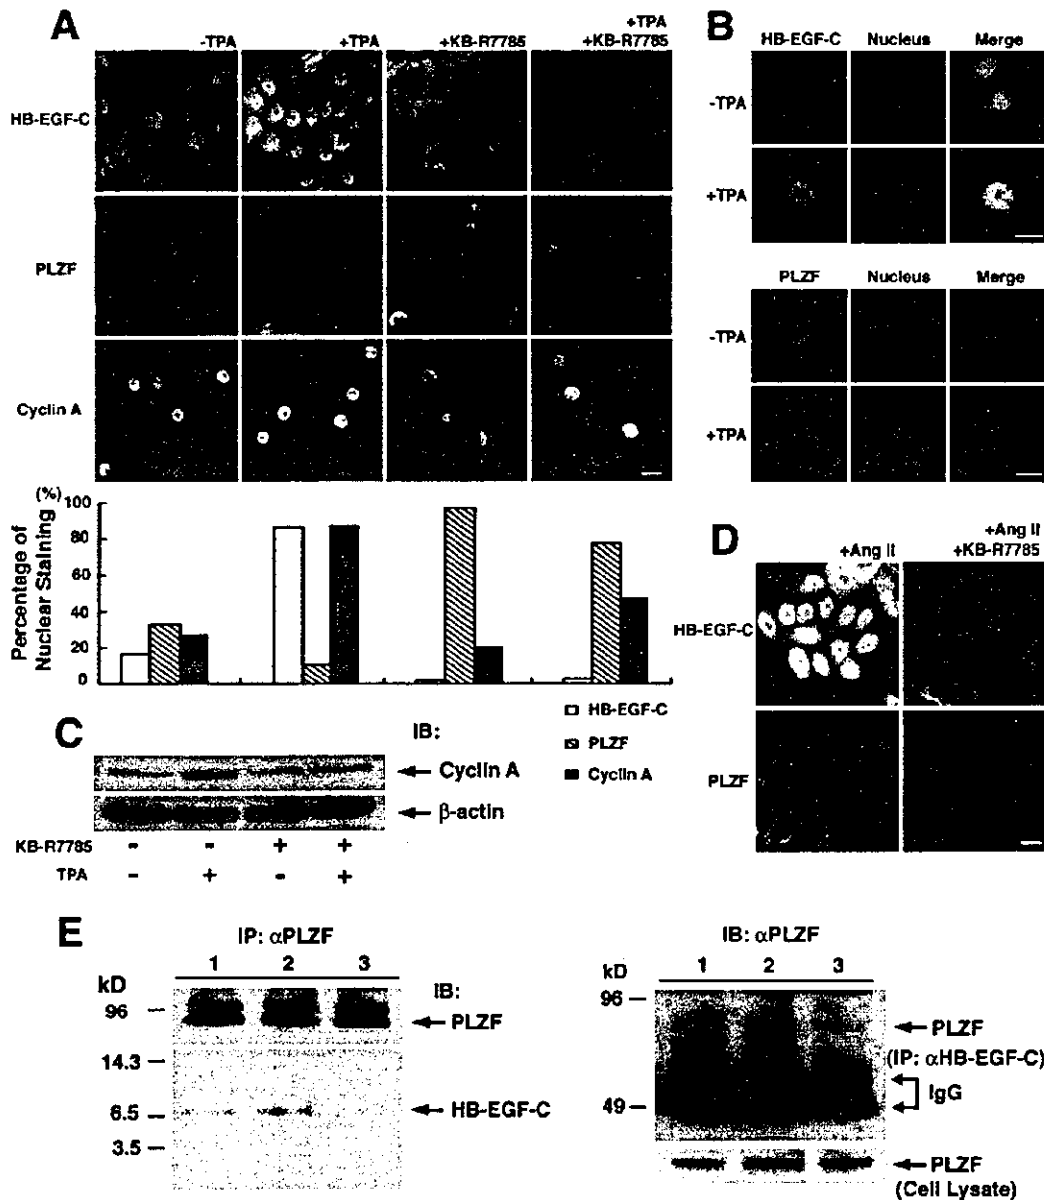 A
-TPA +TPA +KB-R7785 +TPA +KB-R7785
HB-EGF-C
PLZF
Cyclin A
(%)
100
80
60
40
20
0
Percentage of Nuclear Staining
HB-EGF-C
PLZF
Cyclin A
B
HB-EGF-C Nucleus Merge
-TPA
+TPA
PLZF Nucleus Merge
-TPA
+TPA
C
IB:
Cyclin A
β-actin
KB-R7785 - - + +
TPA - + - +
D
+Ang II +Ang II +KB-R7785
HB-EGF-C
PLZF
E
IP: αPLZF
1 2 3
kD
IB:
96
PLZF
14.3
6.5
HB-EGF-C
3.5
IB: αPLZF
1 2 3
kD
96
PLZF
(IP: αHB-EGF-C)
IgG
49
PLZF
(Cell Lysate)